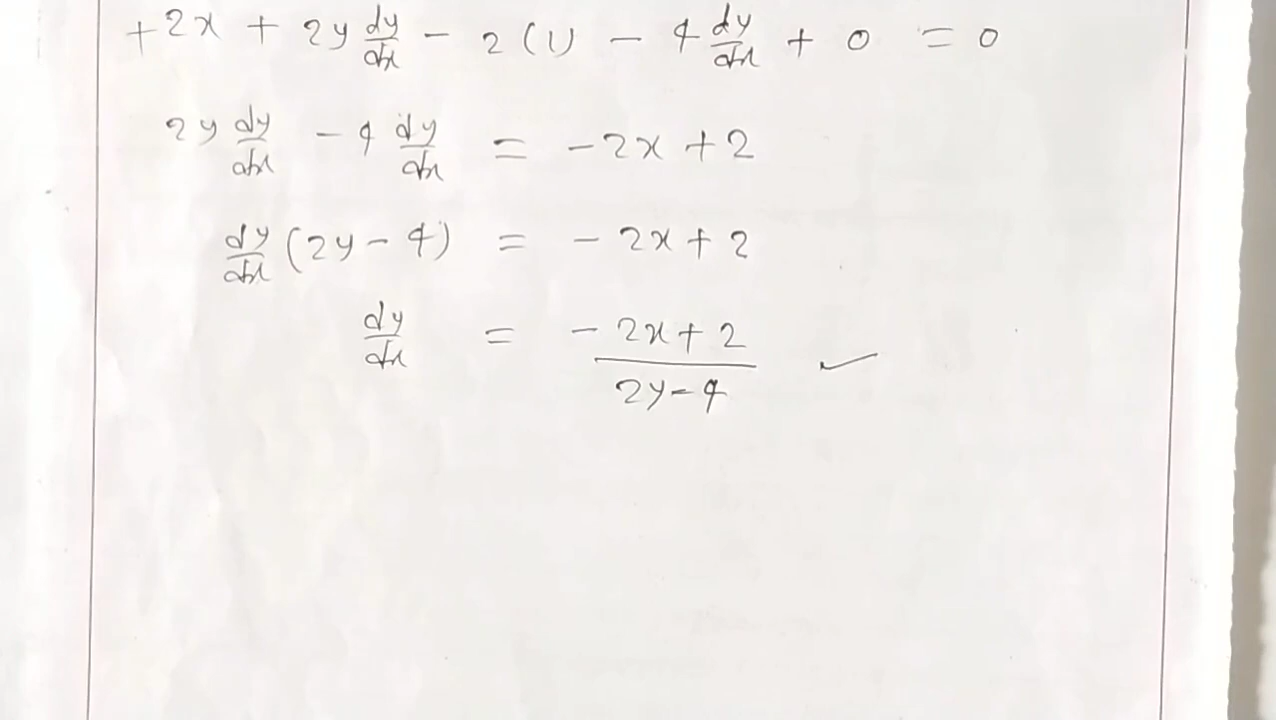 +2x + 2y dy/dx - 2(1) - 4 dy/dx + 0 = 0
2y dy/dx - 4 dy/dx = -2x + 2
dy/dx (2y - 4) = -2x + 2
dy/dx = (-2x + 2)/(2y - 4) ✓